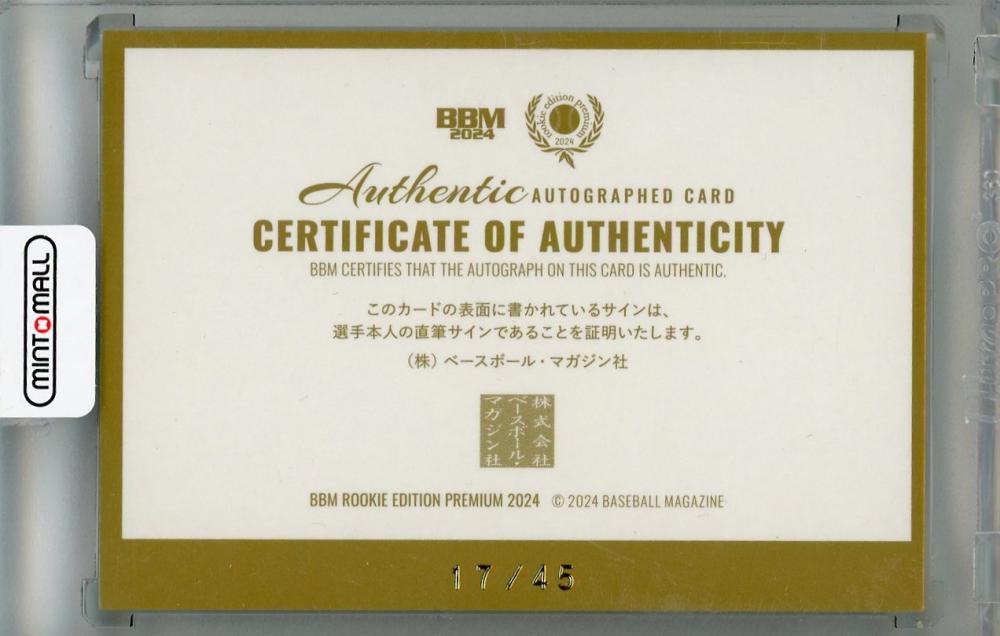 BBM
2024
rookie edition premium
2024
Authentic AUTOGRAPHED CARD
CERTIFICATE OF AUTHENTICITY
BBM CERTIFIES THAT THE AUTOGRAPH ON THIS CARD IS AUTHENTIC.
このカードの表面に書かれているサインは、
選手本人の直筆サインであることを証明いたします。
（株）ベースボール・マガジン社
株式会社
ベースボール・
マガジン社
BBM ROOKIE EDITION PREMIUM 2024 © 2024 BASEBALL MAGAZINE
17/45
MINTOMALL